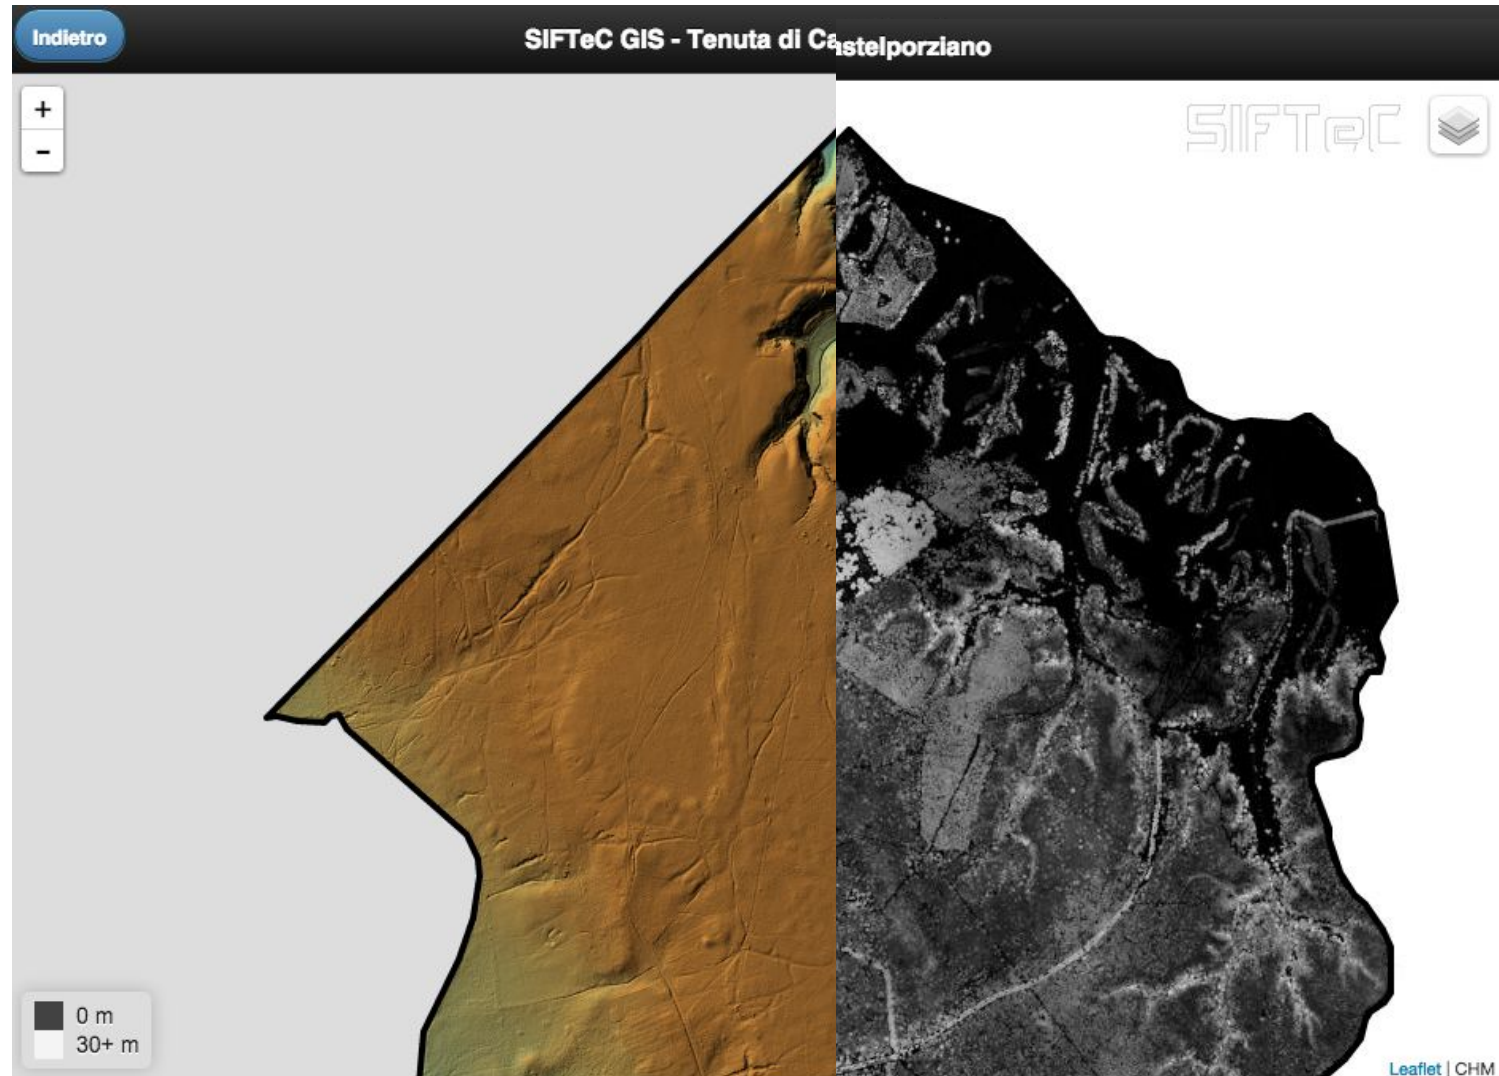 Indietro
SIFTeC GIS - Tenuta di Castelporziano
+
SIFTeC
-
0 m
30+ m
Leaflet | CHM